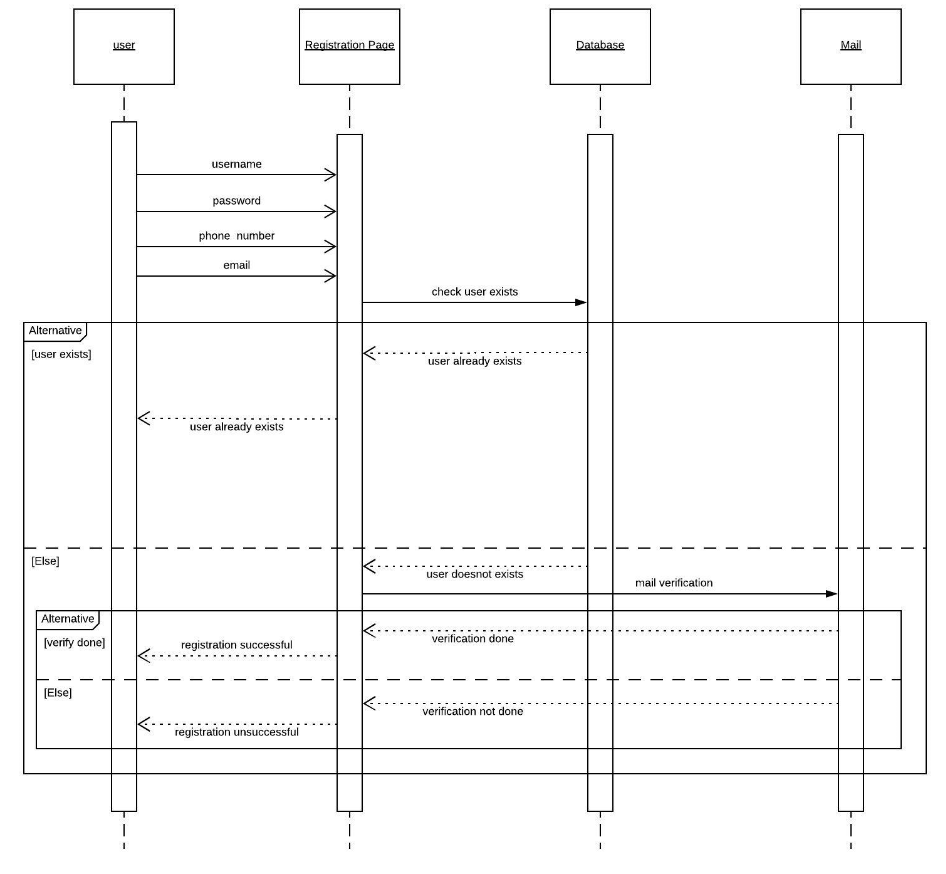 user
Registration Page
Database
Mail
username
password
phone number
email
check user exists
Alternative
[user exists]
user already exists
user already exists
[Else]
user doesnot exists
mail verification
Alternative
verification done
[verify done]
registration successful
[Else]
verification not done
registration unsuccessful